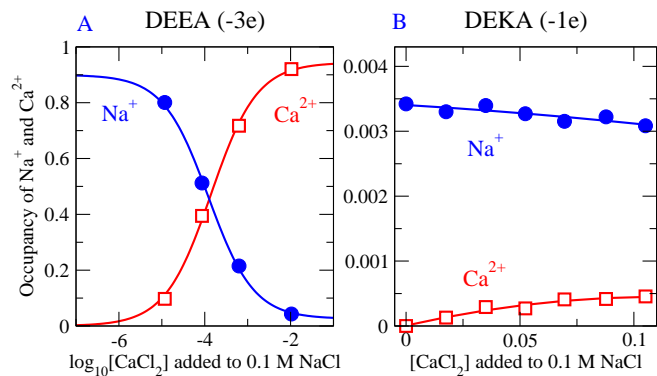 A
DEEA (-3e)
B
DEKA (-1e)
Occupancy of Na⁺ and Ca²⁺
1
0.8
0.6
0.4
0.2
0
Na⁺
Ca²⁺
-6
-4
-2
0
log₁₀[CaCl₂] added to 0.1 M NaCl
0.004
0.003
0.002
0.001
0.000
Na⁺
Ca²⁺
0
0.05
0.1
[CaCl₂] added to 0.1 M NaCl